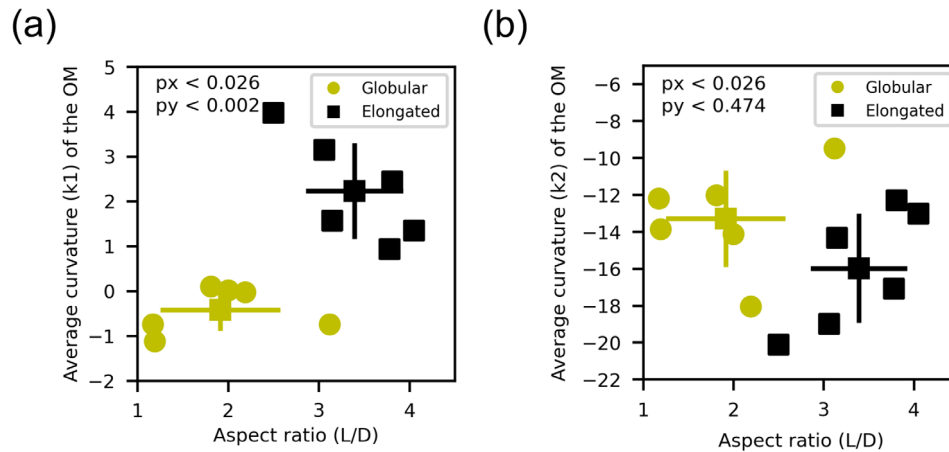 (a)
Average curvature (k1) of the OM
5
4
3
2
1
0
−1
−2
px < 0.026
py < 0.002
Globular
Elongated
1
2
3
4
Aspect ratio (L/D)
(b)
Average curvature (k2) of the OM
−6
−8
−10
−12
−14
−16
−18
−20
−22
px < 0.026
py < 0.474
Globular
Elongated
1
2
3
4
Aspect ratio (L/D)